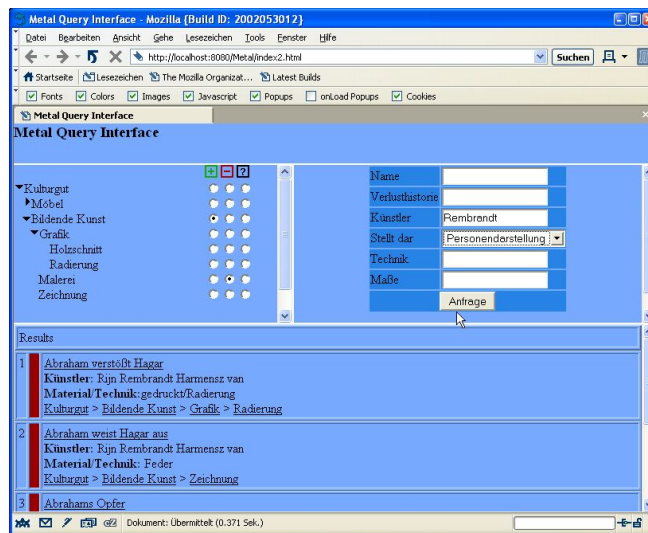 Metal Query Interface - Mozilla {Build ID: 2002053012}
Datei Bearbeiten Ansicht Gehe Lesezeichen Tools Fenster Hilfe
http://localhost:8080/Metal/index2.html Suchen
Startseite Lesezeichen The Mozilla Organizat... Latest Builds
Fonts Colors Images Javascript Popups onLoad Popups Cookies
Metal Query Interface
Metal Query Interface
+ - ?
Kulturgut
Möbel
Bildende Kunst
Grafik
Holzschnitt
Radierung
Malerei
Zeichnung
Name
Verlusthistorie
Künstler Rembrandt
Stellt dar Personendarstellung
Technik
Maße
Anfrage
Results
1 Abraham verstößt Hagar
Künstler: Rijn Rembrandt Harmensz van
Material/Technik:gedruckt/Radierung
Kulturgut > Bildende Kunst > Grafik > Radierung
2 Abraham weist Hagar aus
Künstler: Rijn Rembrandt Harmensz van
Material/Technik: Feder
Kulturgut > Bildende Kunst > Zeichnung
3 Abrahams Opfer
Dokument: Übermittelt (0.371 Sek.)